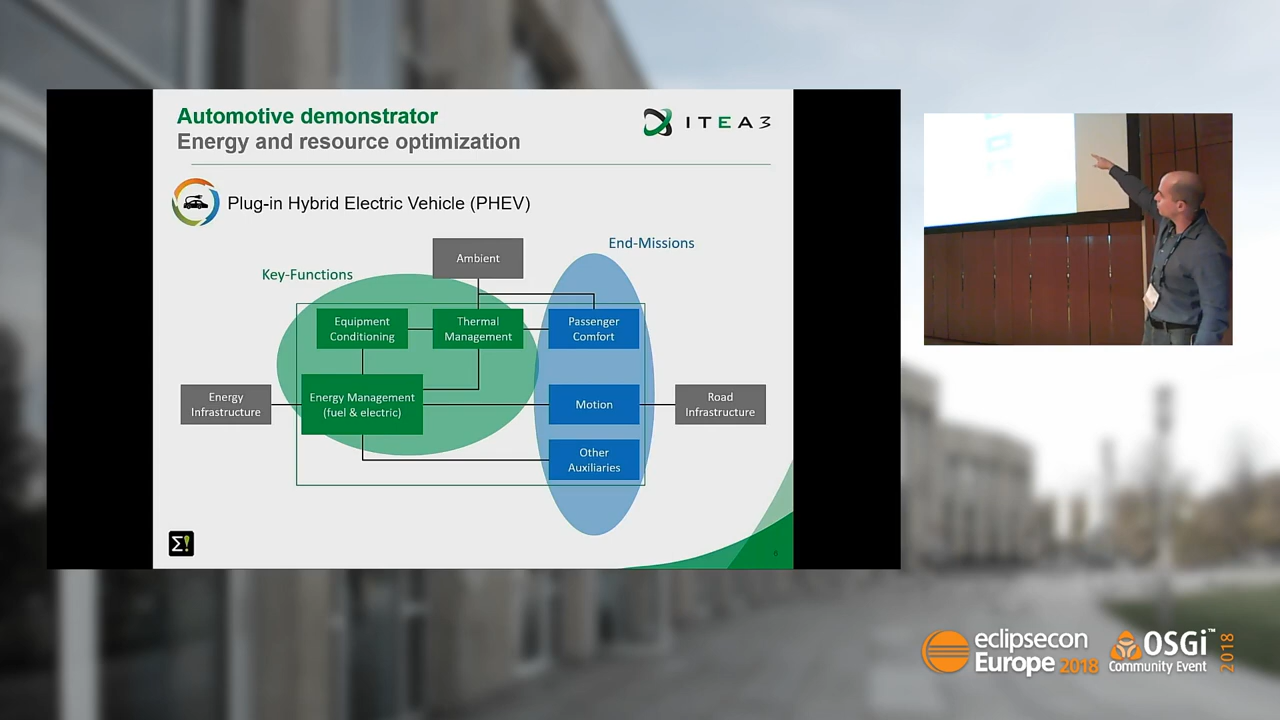 Automotive demonstrator
Energy and resource optimization
ITEA3
Plug-in Hybrid Electric Vehicle (PHEV)
End-Missions
Key-Functions
Ambient
Equipment
Conditioning
Thermal
Management
Passenger
Comfort
Energy
Infrastructure
Energy Management
(fuel & electric)
Motion
Road
Infrastructure
Other
Auxiliaries
Σ!
6
eclipsecon
Europe 2018
OSGi™
Community Event
2018